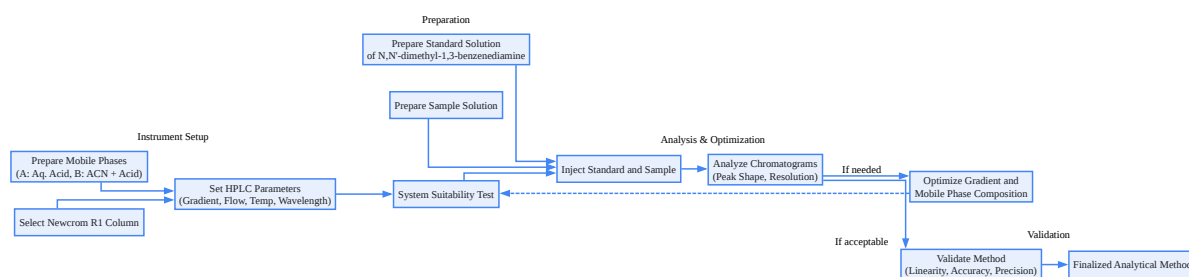 Preparation
Prepare Standard Solution
of N,N'-dimethyl-1,3-benzenediamine
Prepare Sample Solution
Instrument Setup
Prepare Mobile Phases
(A: Aq. Acid, B: ACN + Acid)
Select Newcrom R1 Column
Set HPLC Parameters
(Gradient, Flow, Temp, Wavelength)
System Suitability Test
Analysis & Optimization
Inject Standard and Sample
Analyze Chromatograms
(Peak Shape, Resolution)
If needed
Optimize Gradient and
Mobile Phase Composition
If acceptable
Validation
Validate Method
(Linearity, Accuracy, Precision)
Finalized Analytical Method